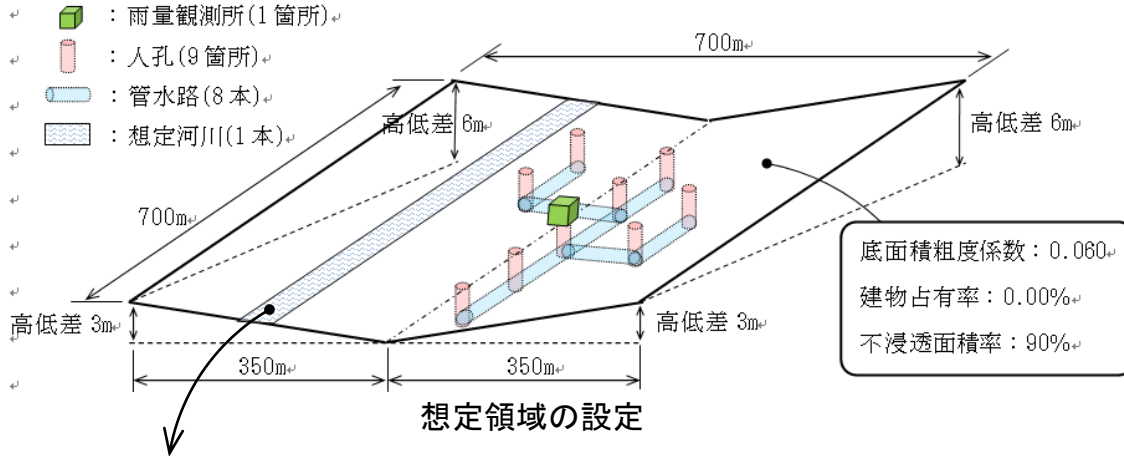 ：雨量観測所(1箇所)
：人孔(9箇所)
：管水路(8本)
：想定河川(1本)
700m
高低差 6m
高低差 6m
700m
底面積粗度係数：0.060
建物占有率：0.00%
不浸透面積率：90%
高低差 3m
高低差 3m
350m
350m
想定領域の設定